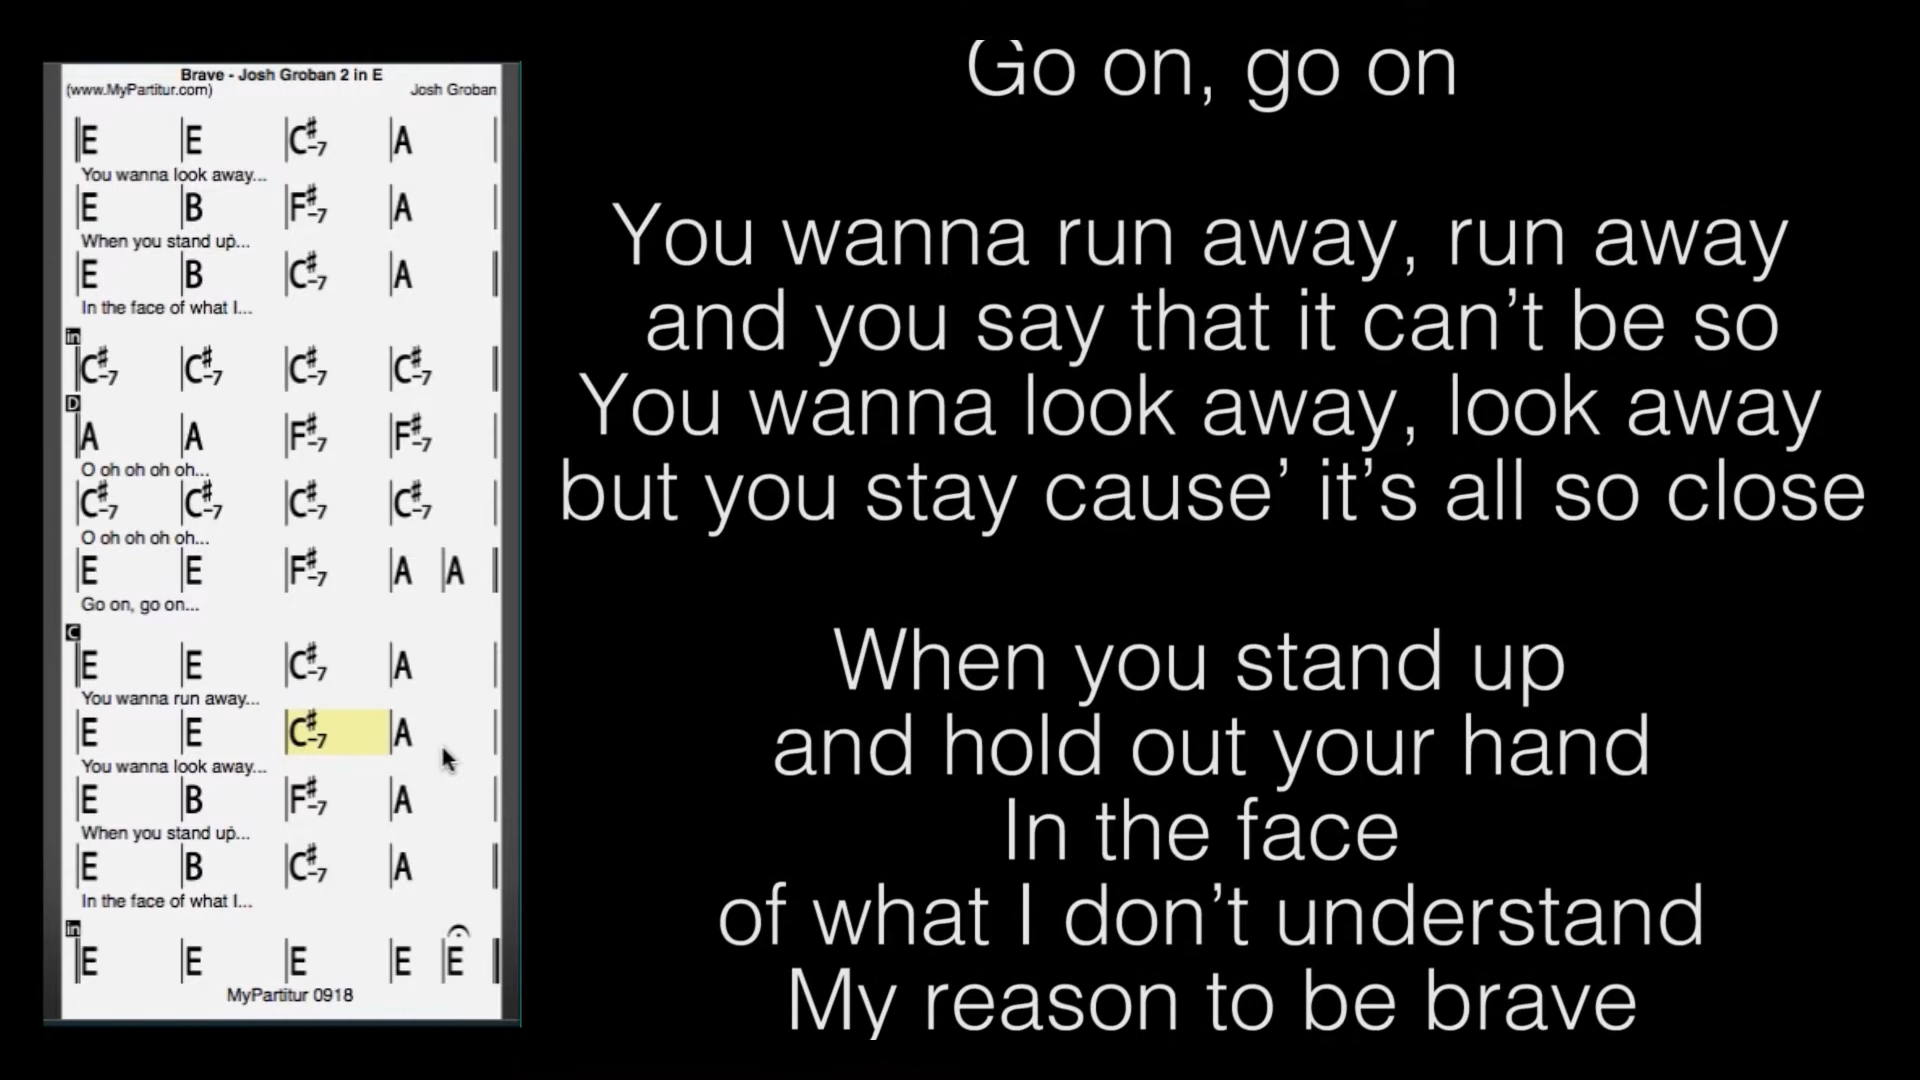 Brave - Josh Groban 2 in E
(www.MyPartitur.com) Josh Groban
E E C#-7 A
You wanna look away...
E B F#-7 A
When you stand up...
E B C#-7 A
In the face of what I...
in
C#-7 C#-7 C#-7 C#-7
D
A A F#-7 F#-7
O oh oh oh oh...
C#-7 C#-7 C#-7 C#-7
O oh oh oh oh...
E E F#-7 A A
Go on, go on...
C
E E C#-7 A
You wanna run away...
E E C#-7 A
You wanna look away...
E B F#-7 A
When you stand up...
E B C#-7 A
In the face of what I...
in
E E E E E
MyPartitur 0918
Go on, go on
You wanna run away, run away
and you say that it can’t be so
You wanna look away, look away
but you stay cause’ it’s all so close
When you stand up
and hold out your hand
In the face
of what I don’t understand
My reason to be brave